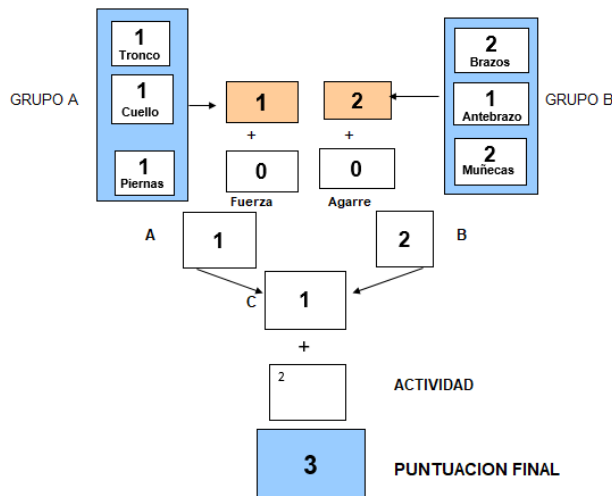 1
Tronco
1
Cuello
1
Piernas
GRUPO A
1
+
0
Fuerza
2
+
0
Agarre
2
Brazos
1
Antebrazo
2
Muñecas
GRUPO B
A
1
2
B
C
1
+
2
ACTIVIDAD
3
PUNTUACION FINAL